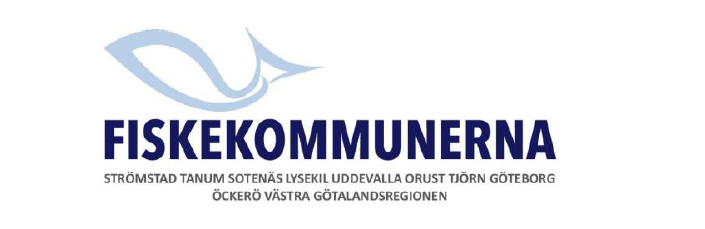 FISKEKOMMUNERNA
STRÖMSTAD TANUM SOTENÄS LYSEKIL UDDEVALLA ORUST TJÖRN GÖTEBORG
ÖCKERÖ VÄSTRA GÖTALANDSREGIONEN